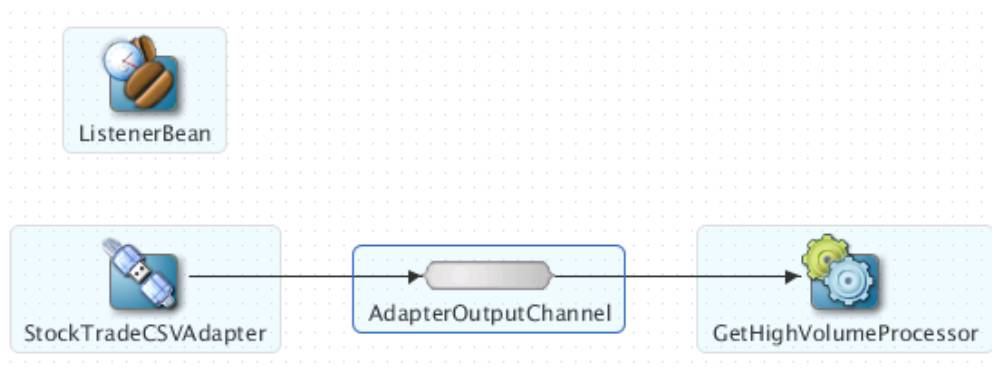 ListenerBean
StockTradeCSVAdapter
AdapterOutputChannel
GetHighVolumeProcessor